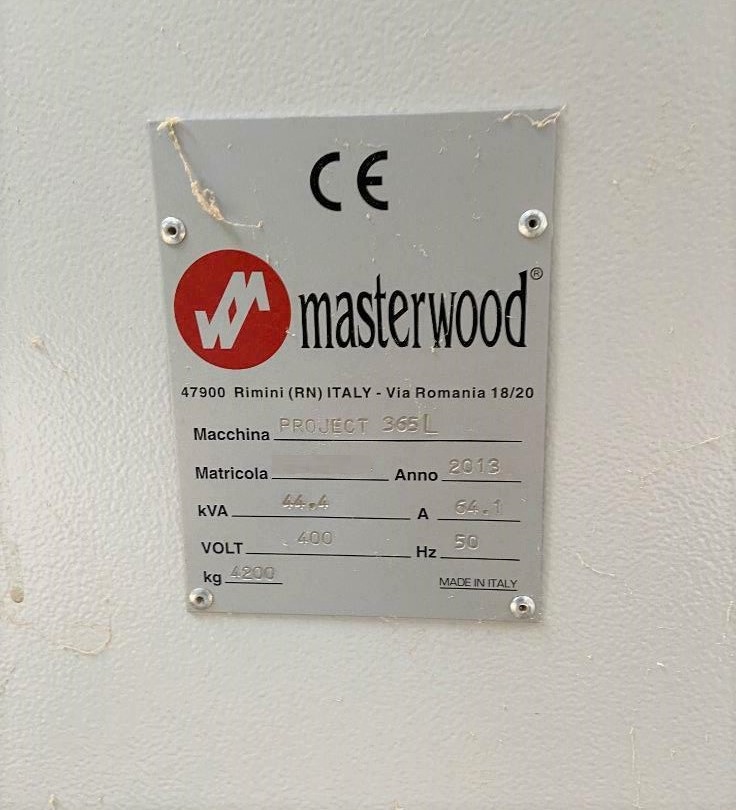 CE
MW
masterwood®
47900 Rimini (RN) ITALY - Via Romania 18/20
Macchina PROJECT 365L
Matricola Anno 2013
kVA 44.4 A 64.1
VOLT 400 Hz 50
kg 4200 MADE IN ITALY